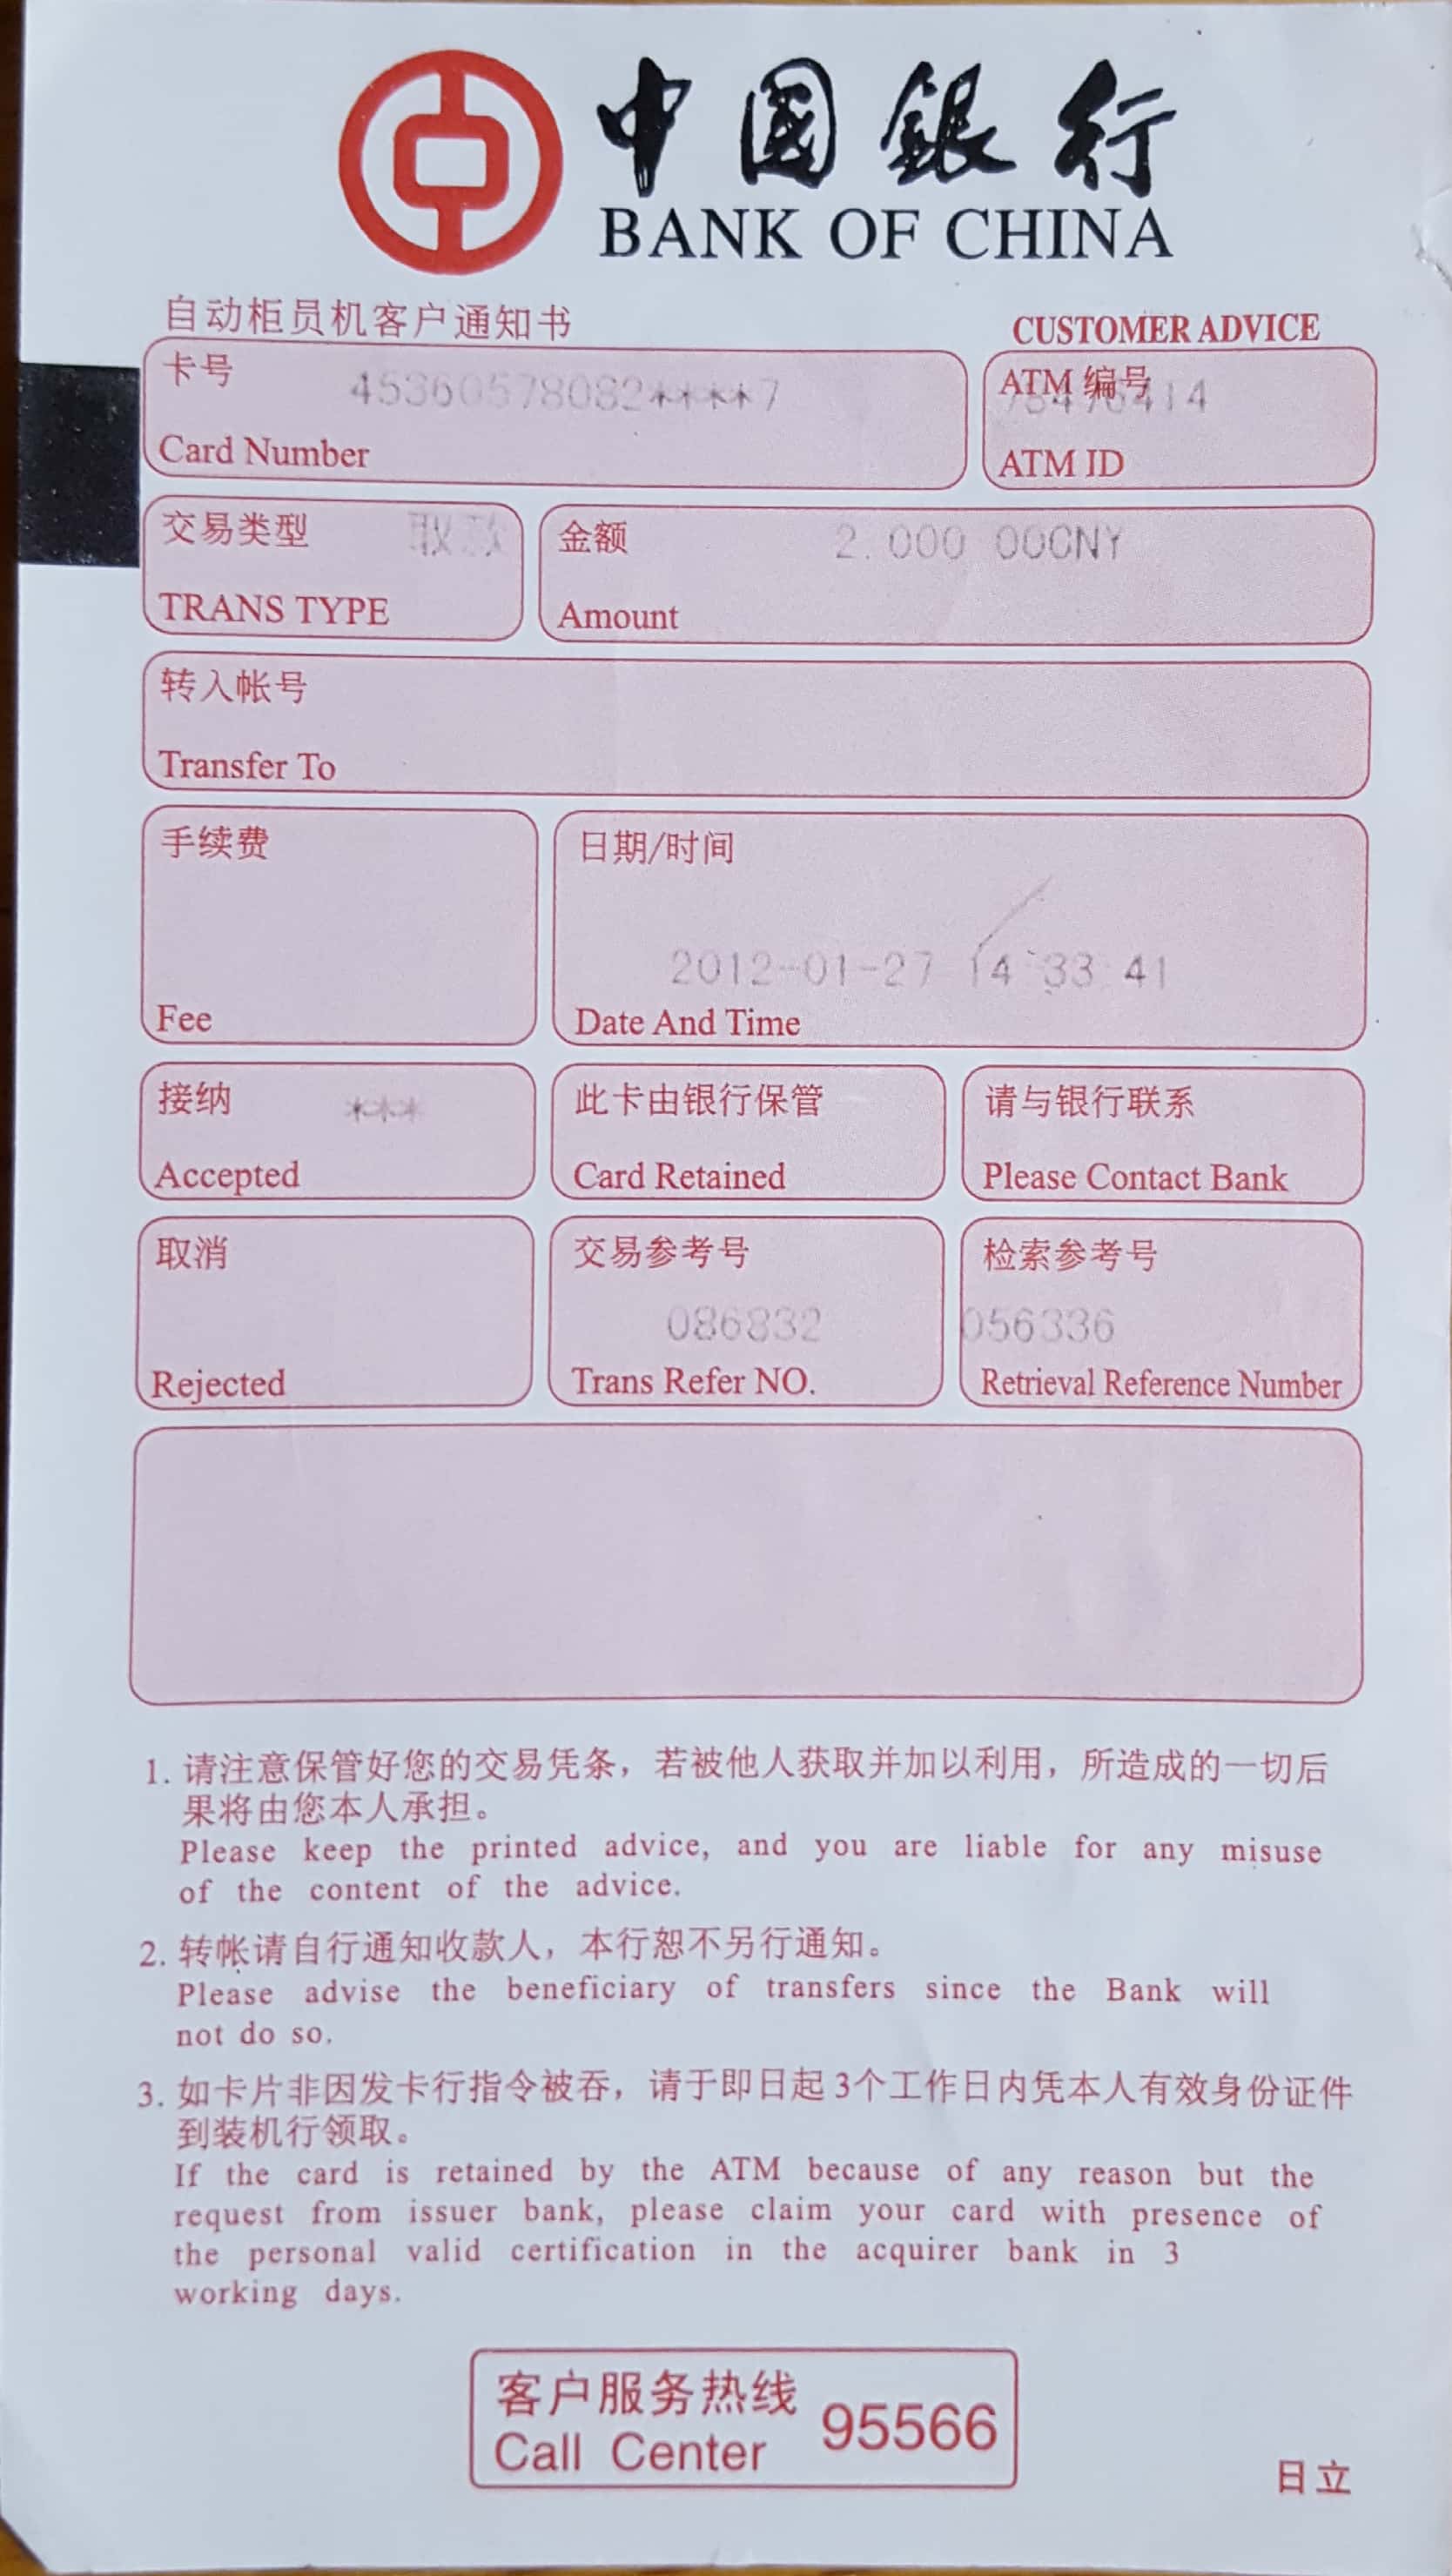 中國銀行
BANK OF CHINA
自动柜员机客户通知书
CUSTOMER ADVICE
卡号
45360578082****7
Card Number
ATM 编号
ATM ID
交易类型 取款
TRANS TYPE
金额 2.000 00CNY
Amount
转入帐号
Transfer To
手续费
Fee
日期/时间
2012-01-27 14:33:41
Date And Time
接纳 ***
Accepted
此卡由银行保管
Card Retained
请与银行联系
Please Contact Bank
取消
Rejected
交易参考号
086832
Trans Refer NO.
检索参考号
056336
Retrieval Reference Number
1. 请注意保管好您的交易凭条，若被他人获取并加以利用，所造成的一切后
果将由您本人承担。
Please keep the printed advice, and you are liable for any misuse
of the content of the advice.
2. 转帐请自行通知收款人，本行恕不另行通知。
Please advise the beneficiary of transfers since the Bank will
not do so.
3. 如卡片非因发卡行指令被吞，请于即日起 3个工作日内凭本人有效身份证件
到装机行领取。
If the card is retained by the ATM because of any reason but the
request from issuer bank, please claim your card with presence of
the personal valid certification in the acquirer bank in 3
working days.
客户服务热线
Call Center 95566
日立